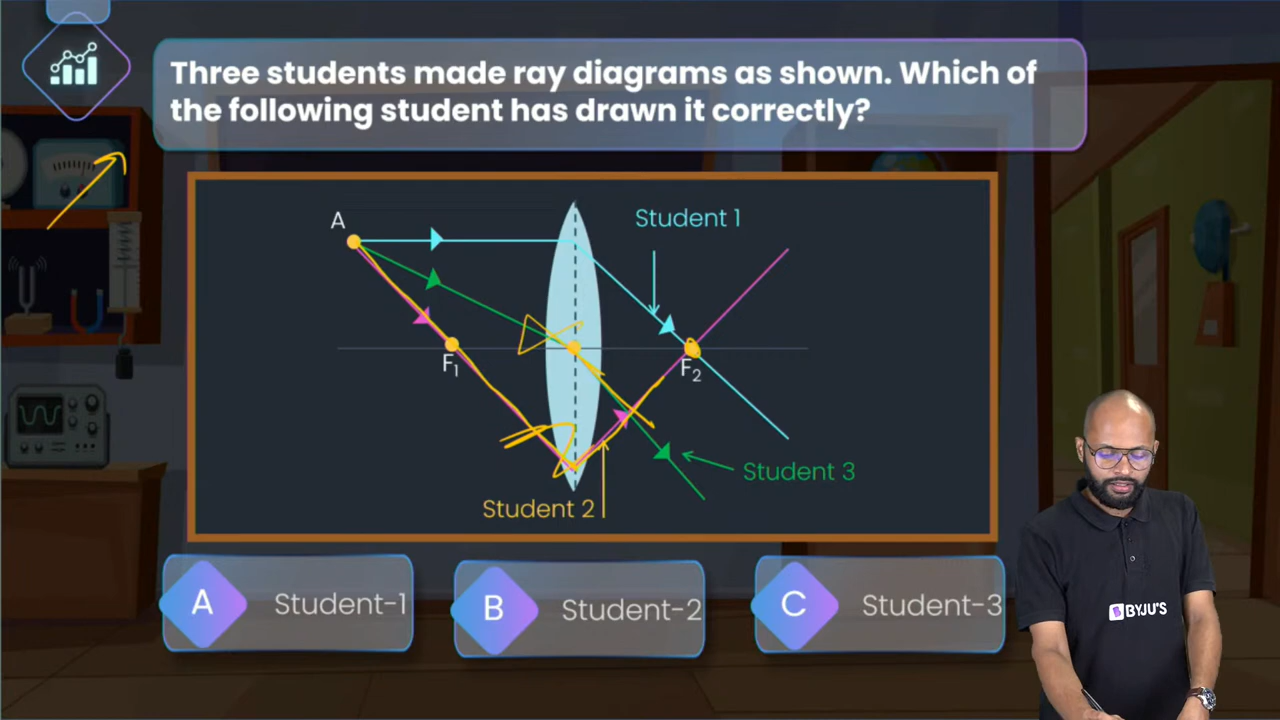 Three students made ray diagrams as shown. Which of
the following student has drawn it correctly?
A
Student 1
F1
F2
Student 3
Student 2
A Student-1
B Student-2
C Student-3
BYJU'S